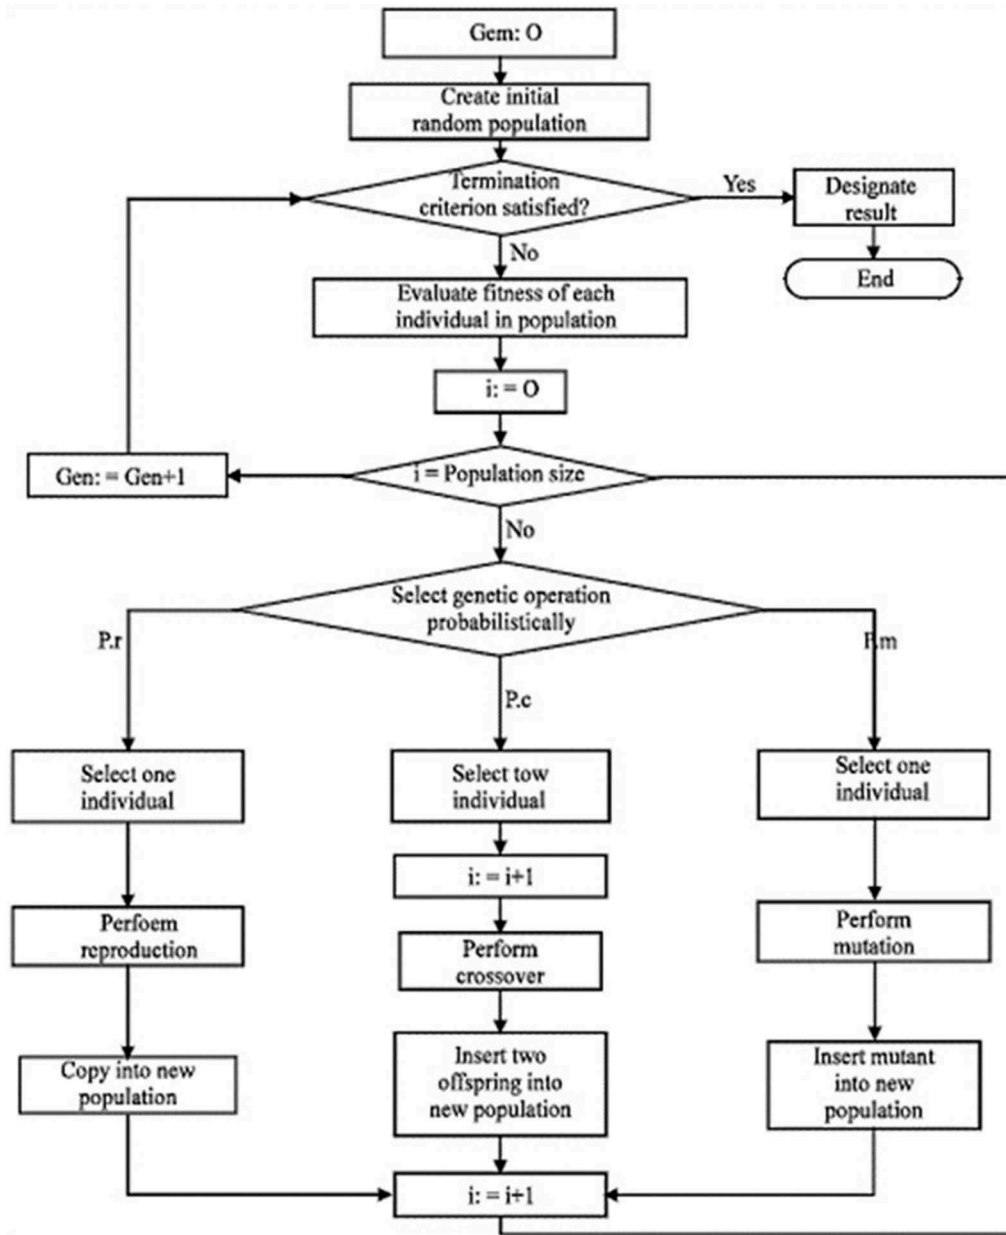 Gem: O
Create initial
random population
Termination
criterion satisfied?
Yes
Designate
result
No
End
Evaluate fitness of each
individual in population
i: = O
Gen: = Gen+1
i = Population size
No
Select genetic operation
probabilistically
P.r
P.c
P.m
Select one
individual
Select tow
individual
Select one
individual
i: = i+1
Perfoem
reproduction
Perform
crossover
Perform
mutation
Copy into new
population
Insert two
offspring into
new population
Insert mutant
into new
population
i: = i+1